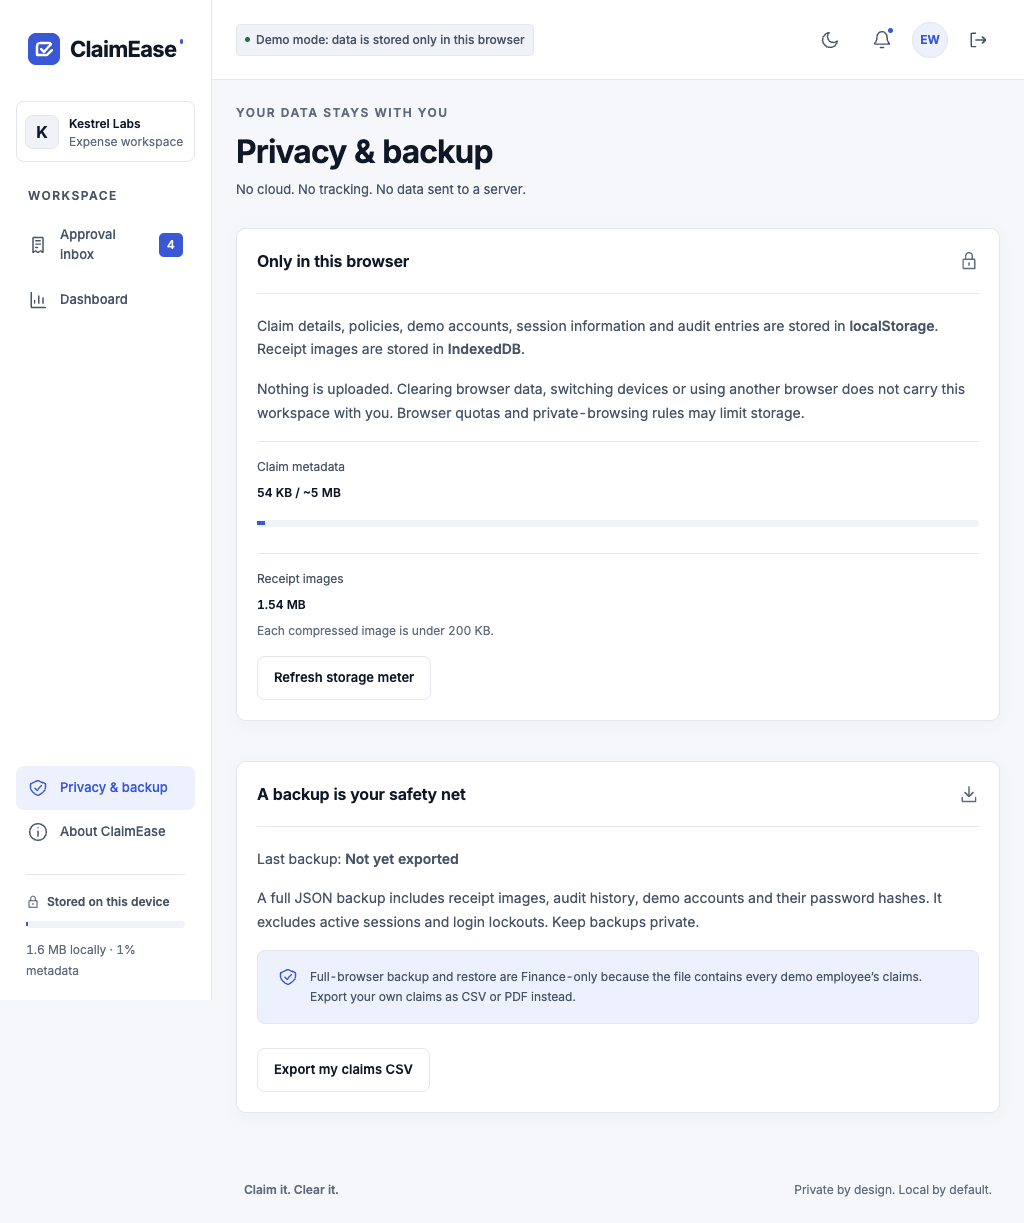 ClaimEase
K
Kestrel Labs
Expense workspace
WORKSPACE
Approval
inbox
4
Dashboard
Privacy & backup
About ClaimEase
Stored on this device
1.6 MB locally · 1%
metadata
Demo mode: data is stored only in this browser
EW
YOUR DATA STAYS WITH YOU
Privacy & backup
No cloud. No tracking. No data sent to a server.
Only in this browser
Claim details, policies, demo accounts, session information and audit entries are stored in localStorage.
Receipt images are stored in IndexedDB.
Nothing is uploaded. Clearing browser data, switching devices or using another browser does not carry this
workspace with you. Browser quotas and private-browsing rules may limit storage.
Claim metadata
54 KB / ~5 MB
Receipt images
1.54 MB
Each compressed image is under 200 KB.
Refresh storage meter
A backup is your safety net
Last backup: Not yet exported
A full JSON backup includes receipt images, audit history, demo accounts and their password hashes. It
excludes active sessions and login lockouts. Keep backups private.
Full-browser backup and restore are Finance-only because the file contains every demo employee’s claims.
Export your own claims as CSV or PDF instead.
Export my claims CSV
Claim it. Clear it.
Private by design. Local by default.